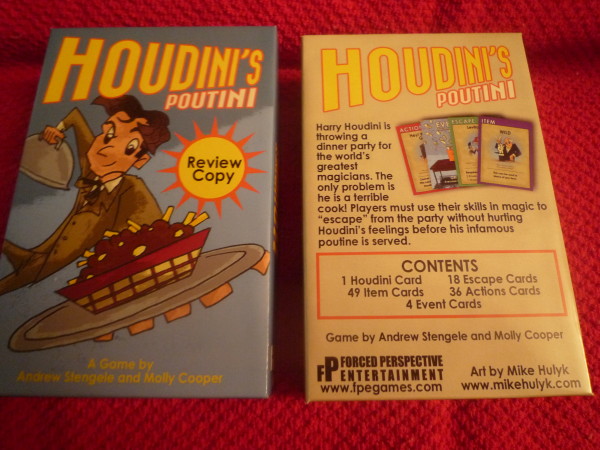 HOUDINI'S
POUTINI
Review
Copy
A Game by
Andrew Stengele and Molly Cooper
HOUDINI'S
POUTINI
Harry Houdini is
throwing a
dinner party for
the world's
greatest
magicians. The
only problem is
he is a terrible
cook! Players must use their skills in magic to
"escape" from the party without hurting
Houdini's feelings before his infamous
poutine is served.
ESCAPE
ITEM
WILD
CONTENTS
1 Houdini Card 18 Escape Cards
49 Item Cards 36 Actions Cards
4 Event Cards
Game by Andrew Stengele and Molly Cooper
FP FORCED PERSPECTIVE
ENTERTAINMENT
www.fpegames.com
Art by Mike Hulyk
www.mikehulyk.com